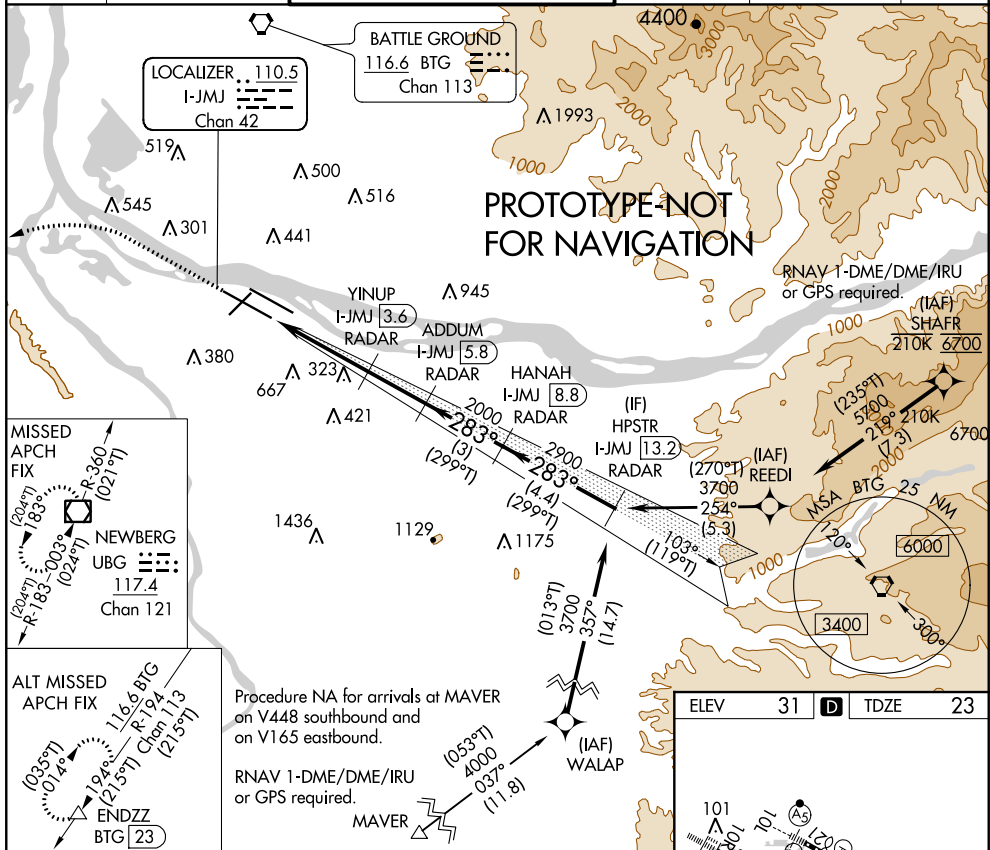 4400
3000
BATTLE GROUND
116.6 BTG
Chan 113
LOCALIZER 110.5
I-JMJ
Chan 42
1993
2000
1000
2000
519
500
516
545
301
441
PROTOTYPE-NOT
FOR NAVIGATION
RNAV 1-DME/DME/IRU
or GPS required.
(IAF)
SHAFR
210K 6700
1000
YINUP
I-JMJ 3.6
RADAR
945
ADDUM
I-JMJ 5.8
RADAR
HANAH
I-JMJ 8.8
RADAR
380
667
323
421
(235°T)
5700
219°
(7.3)
210K
6700
2000
2000
283°
(3)
(299°T)
2900
283°
(4.4)
(299°T)
(IF)
HPSTR
I-JMJ 13.2
RADAR
(270°T)
3700
254°
(5.3)
(IAF)
REEDI
103°
(119°T)
1000
MISSED
APCH
FIX
R-360
(021°T)
(204°T)
183°
NEWBERG
UBG
117.4
Chan 121
003°
(024°T)
R-183
(204°T)
1436
1129
1175
MSA BTG 25 NM
120°
6000
3400
300°
(013°T)
3700
357°
(14.7)
ALT MISSED
APCH FIX
116.6 BTG
R-194
Chan 113
(215°T)
(035°T)
014°
194°
(215°T)
ENDZZ
BTG 23
Procedure NA for arrivals at MAVER
on V448 southbound and
on V165 eastbound.
RNAV 1-DME/DME/IRU
or GPS required.
(053°T)
4000
037°
(11.8)
MAVER
(IAF)
WALAP
ELEV 31 D TDZE 23
101
10L
10R
A5